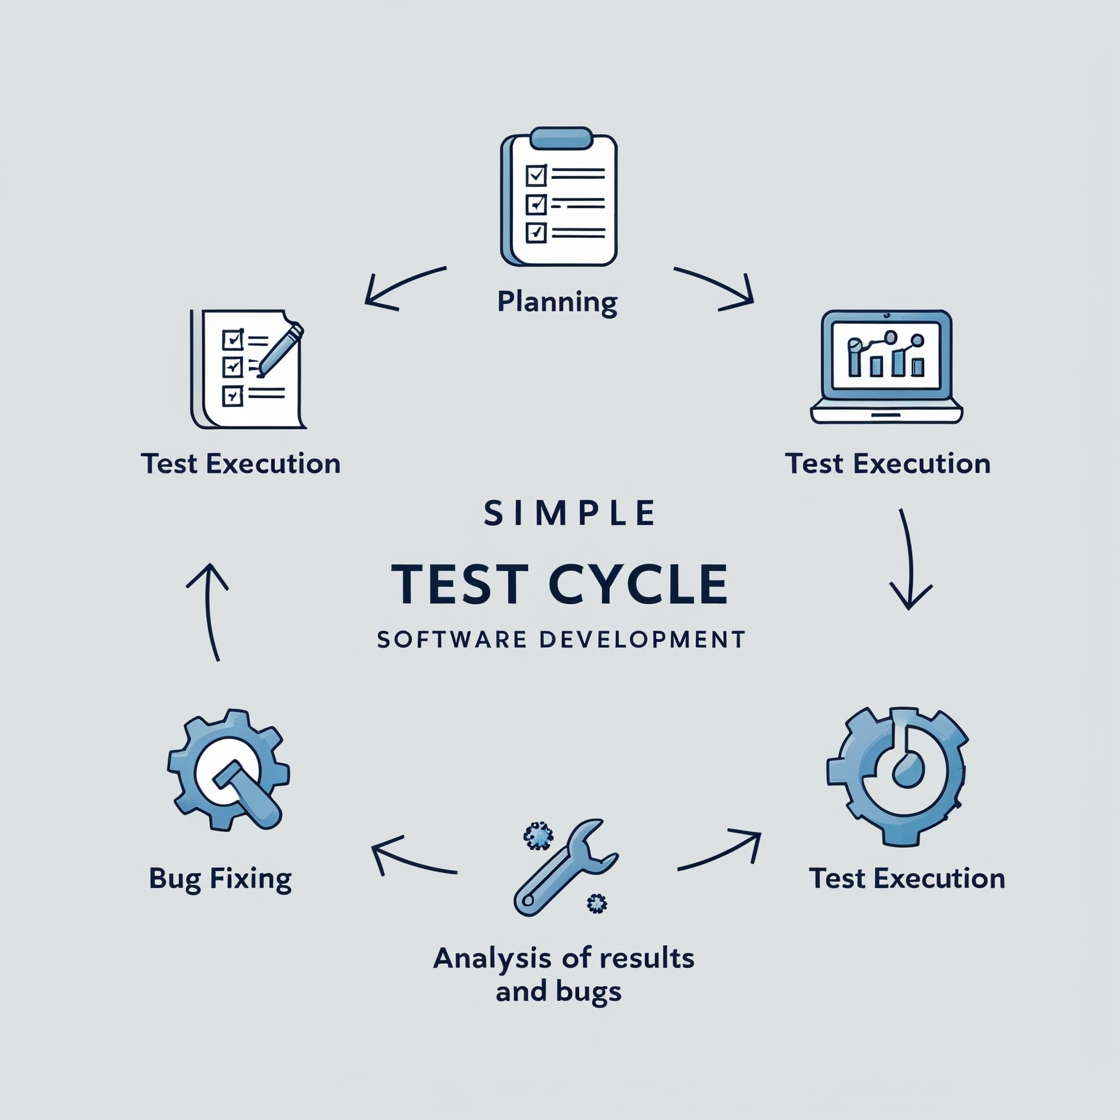 Planning
Test Execution
Test Execution
SIMPLE
TEST CYCLE
SOFTWARE DEVELOPMENT
Bug Fixing
Test Execution
Analysis of results
and bugs